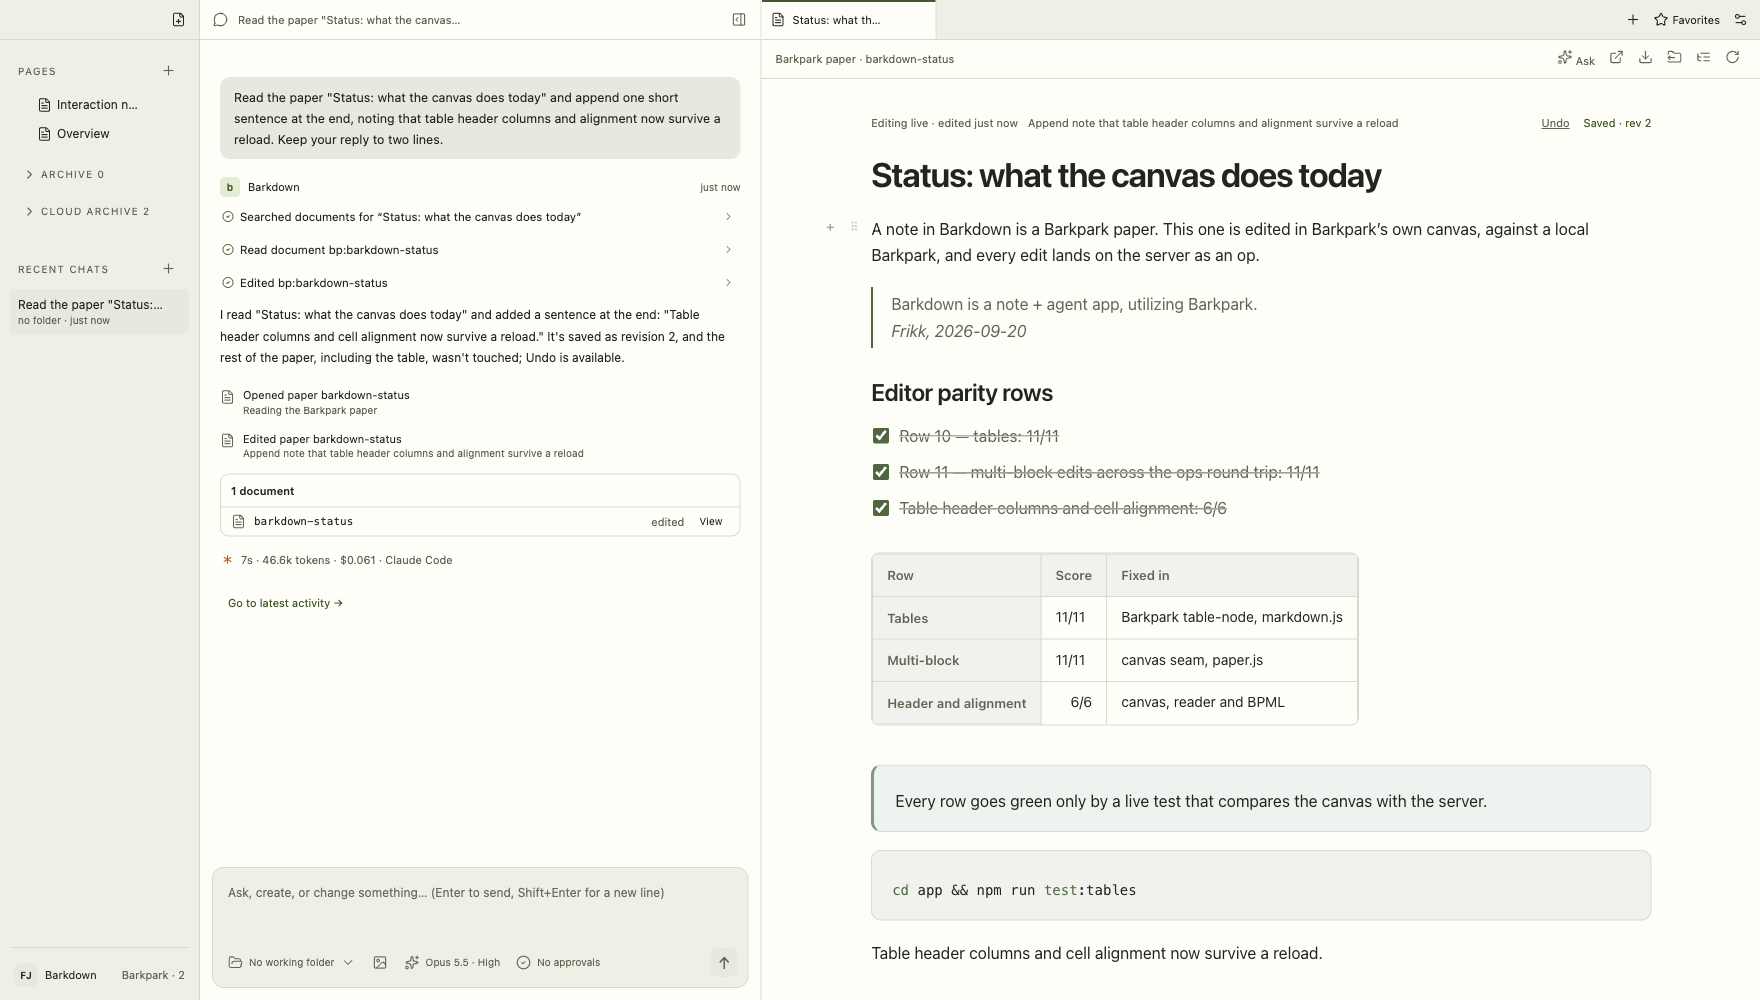 Read the paper "Status: what the canvas...
Status: what th...
Favorites
PAGES
Interaction n...
Overview
ARCHIVE 0
CLOUD ARCHIVE 2
RECENT CHATS
Read the paper "Status:...
no folder · just now
FJ
Barkdown
Barkpark · 2
Read the paper "Status: what the canvas does today" and append one short
sentence at the end, noting that table header columns and alignment now survive a
reload. Keep your reply to two lines.
b
Barkdown
just now
Searched documents for “Status: what the canvas does today”
Read document bp:barkdown-status
Edited bp:barkdown-status
I read "Status: what the canvas does today" and added a sentence at the end: "Table
header columns and cell alignment now survive a reload." It's saved as revision 2, and the
rest of the paper, including the table, wasn't touched; Undo is available.
Opened paper barkdown-status
Reading the Barkpark paper
Edited paper barkdown-status
Append note that table header columns and alignment survive a reload
1 document
barkdown-status
edited
View
7s · 46.6k tokens · $0.061 · Claude Code
Go to latest activity →
Ask, create, or change something... (Enter to send, Shift+Enter for a new line)
No working folder
Opus 5.5 · High
No approvals
Barkpark paper · barkdown-status
Ask
Editing live · edited just now
Append note that table header columns and alignment survive a reload
Undo
Saved · rev 2
Status: what the canvas does today
A note in Barkdown is a Barkpark paper. This one is edited in Barkpark’s own canvas, against a local
Barkpark, and every edit lands on the server as an op.
Barkdown is a note + agent app, utilizing Barkpark.
Frikk, 2026-09-20
Editor parity rows
Row 10 — tables: 11/11
Row 11 — multi-block edits across the ops round trip: 11/11
Table header columns and cell alignment: 6/6
Row Score Fixed in
Tables 11/11 Barkpark table-node, markdown.js
Multi-block 11/11 canvas seam, paper.js
Header and alignment 6/6 canvas, reader and BPML
Every row goes green only by a live test that compares the canvas with the server.
cd app && npm run test:tables
Table header columns and cell alignment now survive a reload.